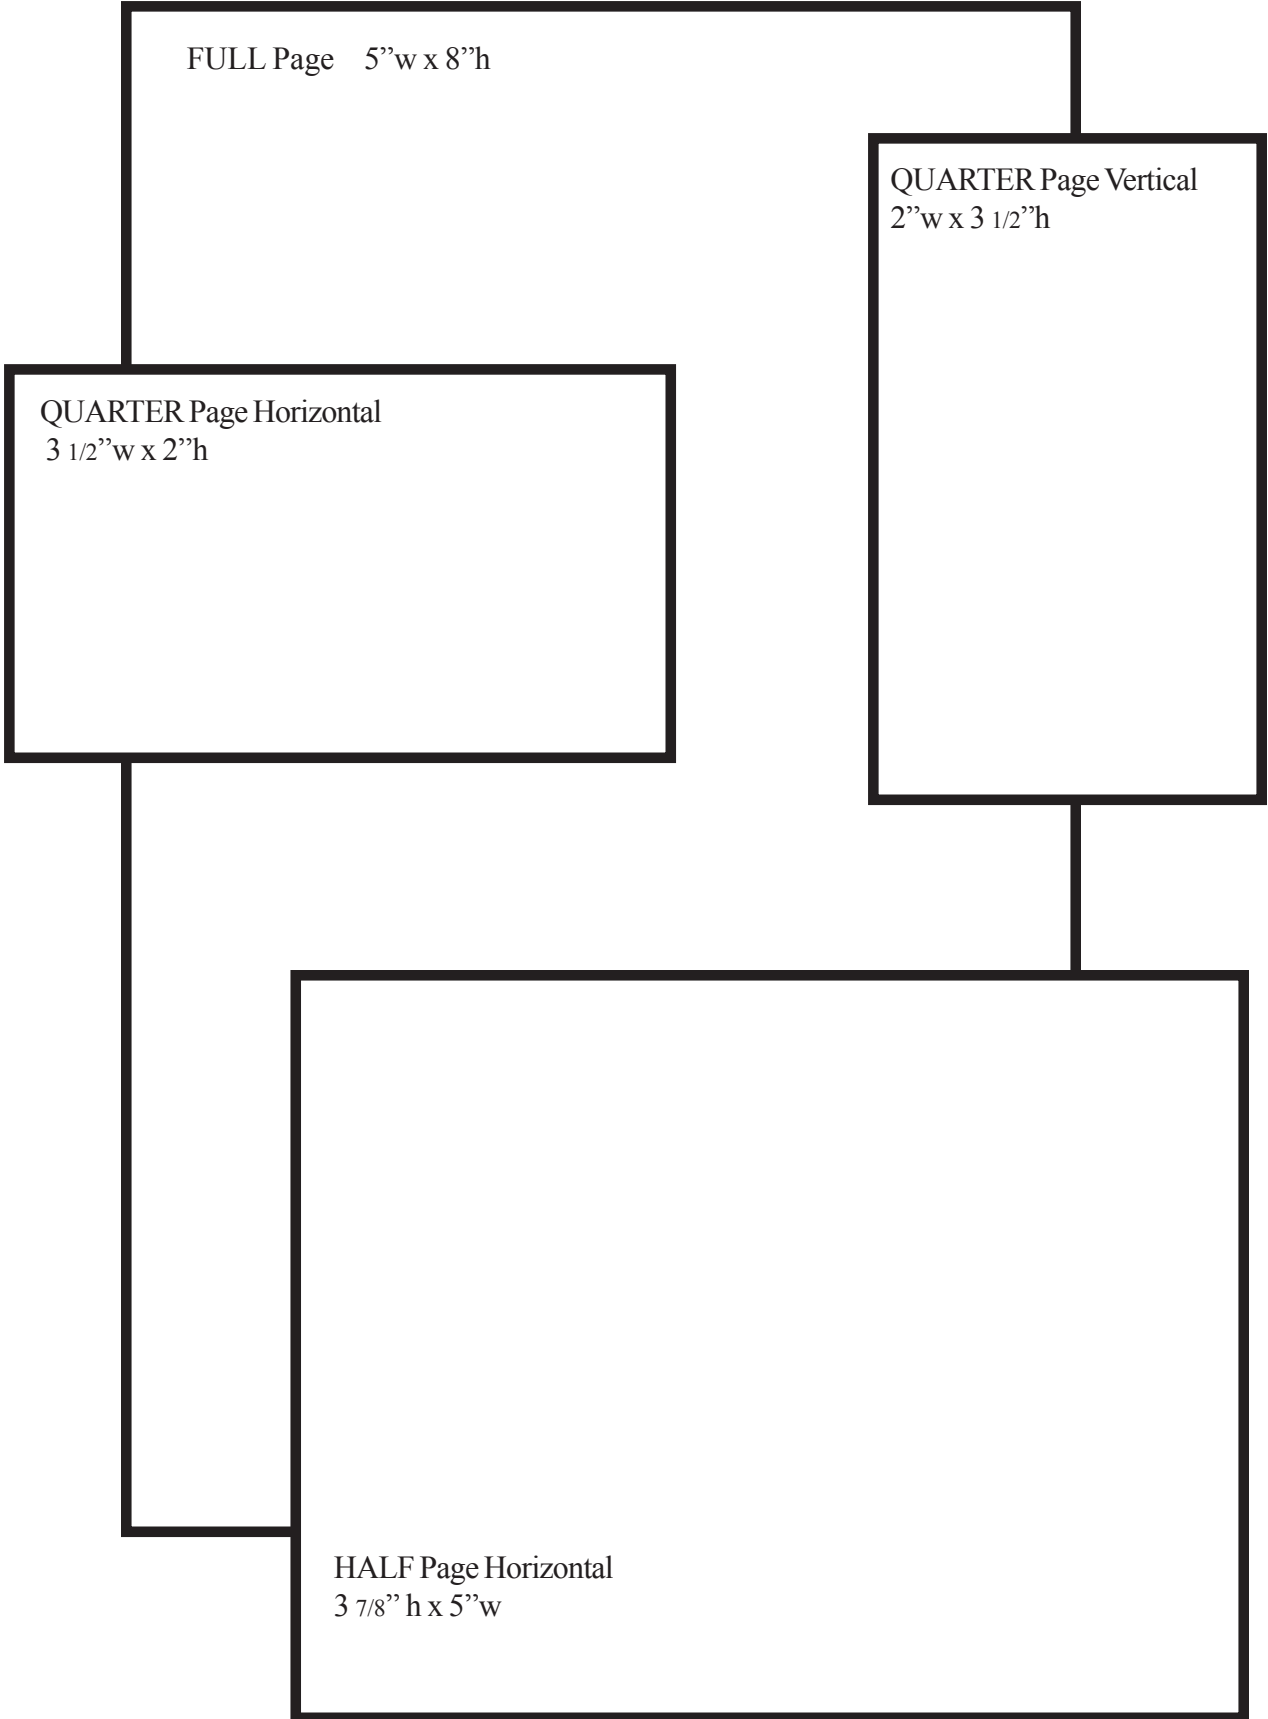 FULL Page 5”w x 8”h
QUARTER Page Vertical
2”w x 3 1/2”h
QUARTER Page Horizontal
3 1/2”w x 2”h
HALF Page Horizontal
3 7/8” h x 5”w